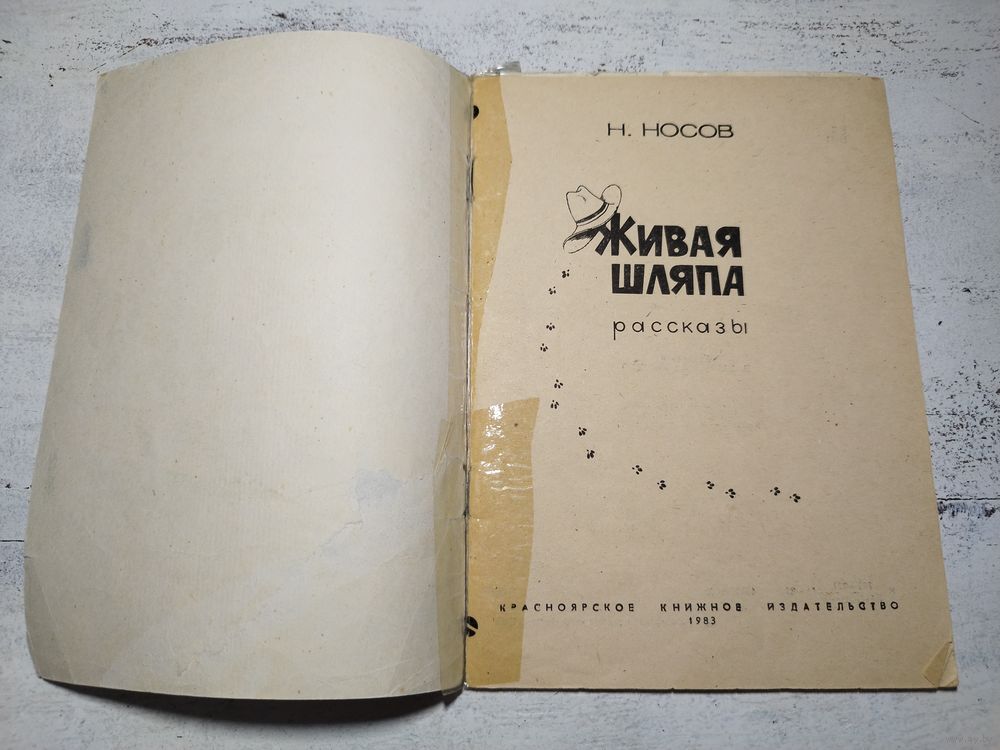 Н. НОСОВ
ЖИВАЯ
ШЛЯПА
рассказы
КРАСНОЯРСКОЕ КНИЖНОЕ ИЗДАТЕЛЬСТВО
1983